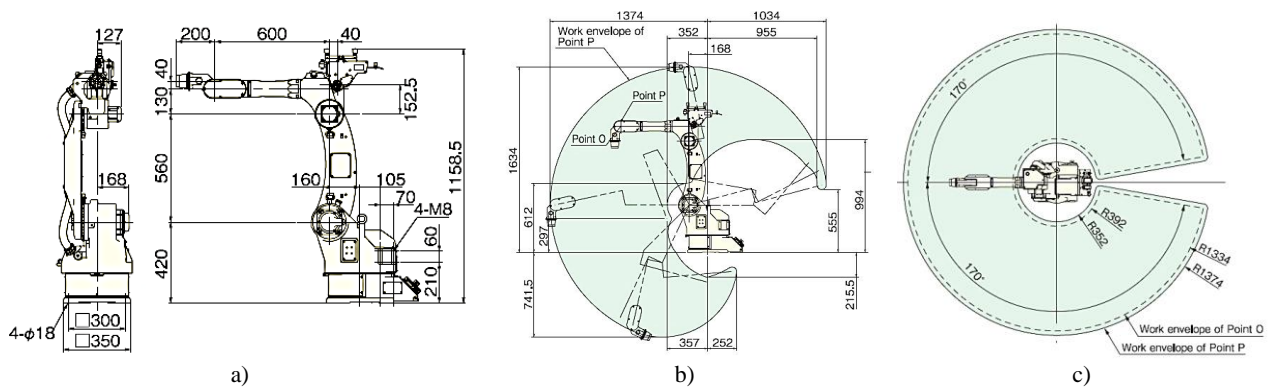 127
200
600
40
40
130
152.5
560
1158.5
168
160
105
70
4-M8
60
420
210
4-φ18
□300
□350
a)
1374
1034
352
955
168
Work envelope of
Point P
Point P
Point O
1634
612
297
994
555
741.5
215.5
357
252
b)
170°
170°
R392
R352
R1334
R1374
Work envelope of Point O
Work envelope of Point P
c)